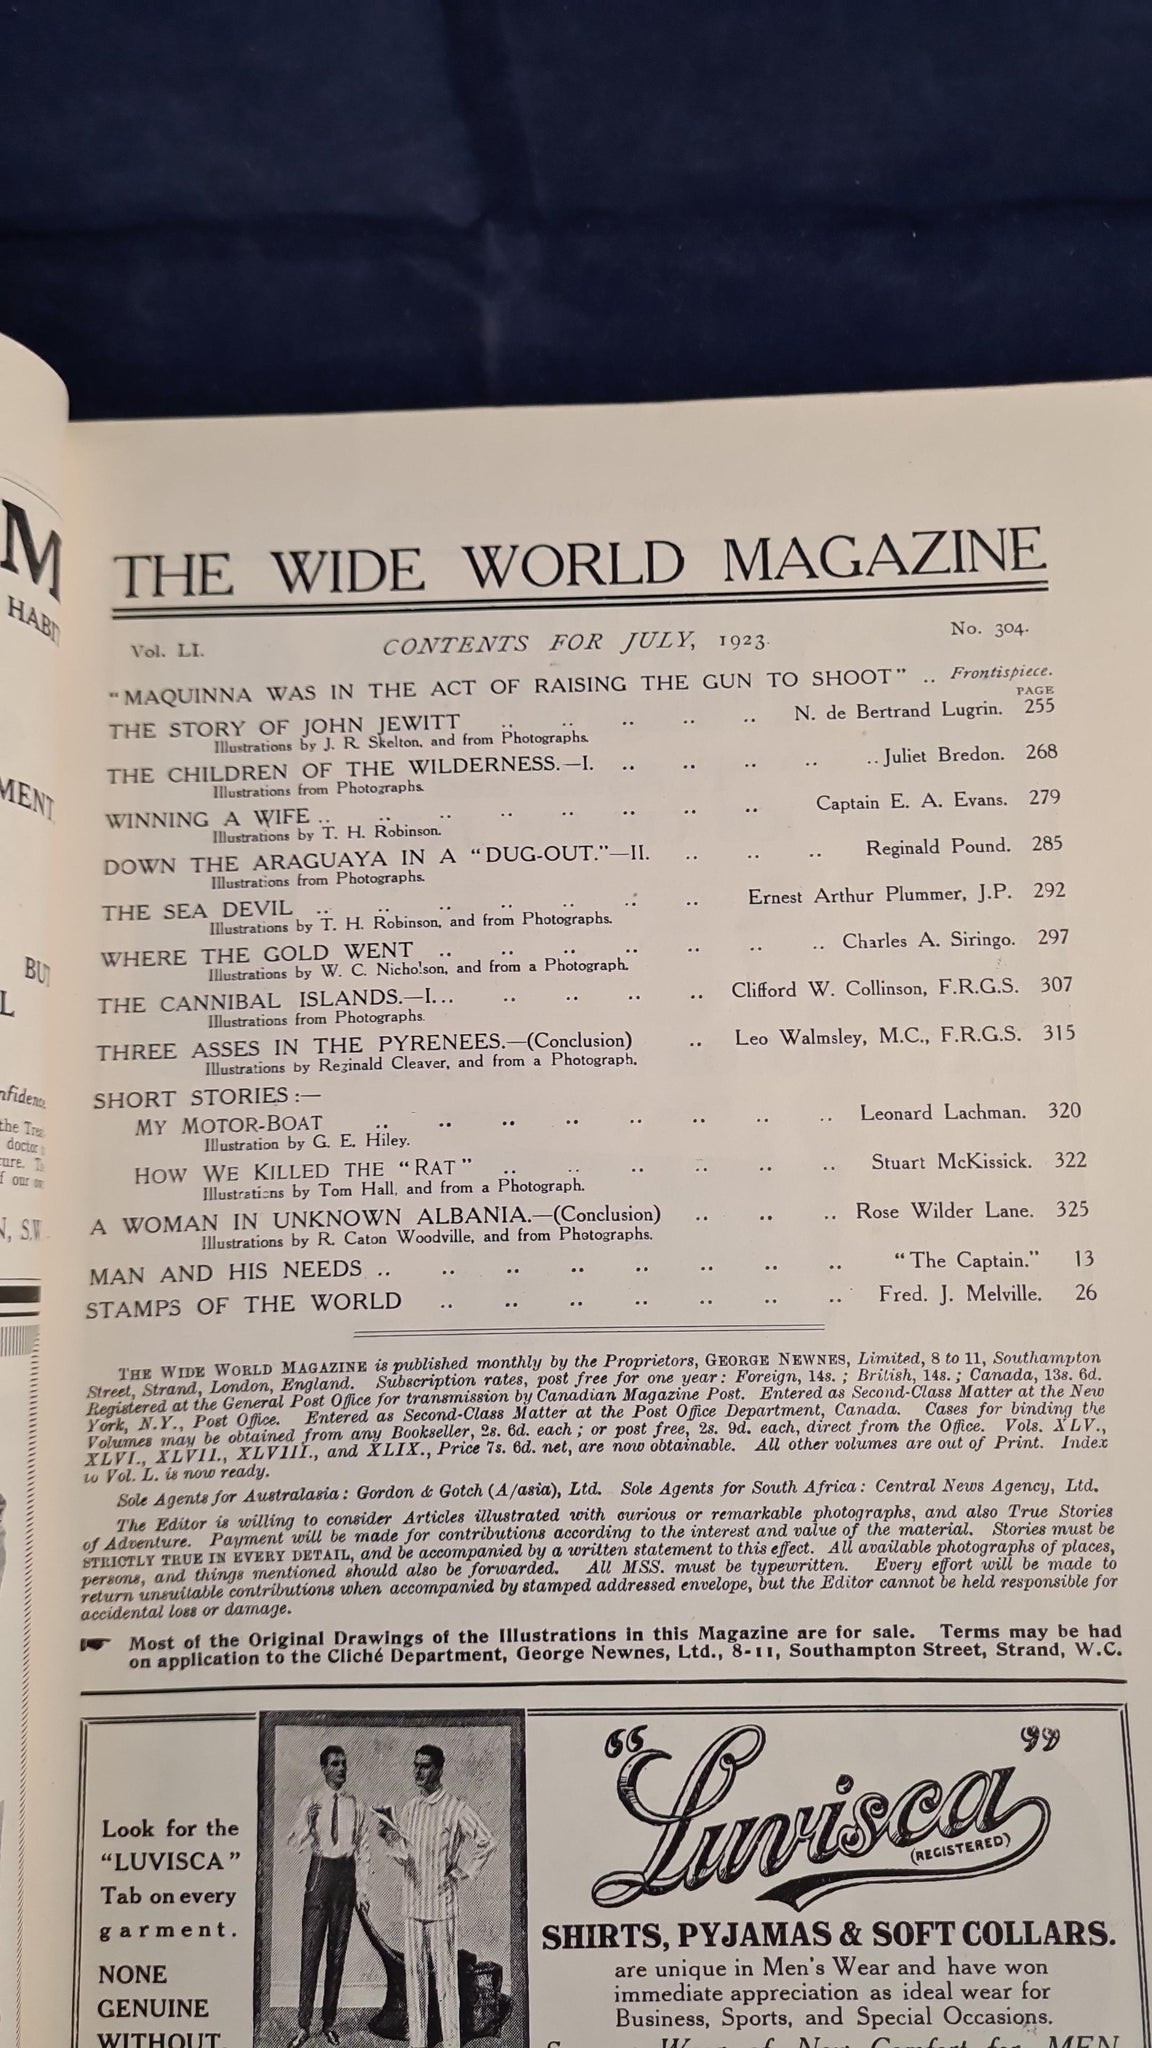 M
HABI
MENT
BUT
L
nfidence
the Trea
doctor
cure.
f our ow
N, S.W.
THE WIDE WORLD MAGAZINE
Vol. LI. CONTENTS FOR JULY, 1923. No. 304.
"MAQUINNA WAS IN THE ACT OF RAISING THE GUN TO SHOOT" .. Frontispiece.
PAGE
THE STORY OF JOHN JEWITT .. .. .. .. .. N. de Bertrand Lugrin. 255
Illustrations by J. R. Skelton, and from Photographs.
THE CHILDREN OF THE WILDERNESS.—I. .. .. .. .. .. Juliet Bredon. 268
Illustrations from Photographs.
WINNING A WIFE .. .. .. .. .. .. .. .. Captain E. A. Evans. 279
Illustrations by T. H. Robinson.
DOWN THE ARAGUAYA IN A "DUG-OUT."—II. .. .. .. Reginald Pound. 285
Illustrations from Photographs.
THE SEA DEVIL .. .. .. .. .. .. .. Ernest Arthur Plummer, J.P. 292
Illustrations by T. H. Robinson, and from Photographs.
WHERE THE GOLD WENT .. .. .. .. .. .. .. Charles A. Siringo. 297
Illustrations by W. C. Nicholson, and from a Photograph.
THE CANNIBAL ISLANDS.—I... .. .. .. .. Clifford W. Collinson, F.R.G.S. 307
Illustrations from Photographs.
THREE ASSES IN THE PYRENEES.—(Conclusion) .. Leo Walmsley, M.C., F.R.G.S. 315
Illustrations by Reginald Cleaver, and from a Photograph.
SHORT STORIES :—
MY MOTOR-BOAT .. .. .. .. .. .. .. .. Leonard Lachman. 320
Illustration by G. E. Hiley.
HOW WE KILLED THE "RAT" .. .. .. .. .. .. Stuart McKissick. 322
Illustrations by Tom Hall, and from a Photograph.
A WOMAN IN UNKNOWN ALBANIA.—(Conclusion) .. .. .. Rose Wilder Lane. 325
Illustrations by R. Caton Woodville, and from Photographs.
MAN AND HIS NEEDS .. .. .. .. .. .. .. .. "The Captain." 13
STAMPS OF THE WORLD .. .. .. .. .. .. .. Fred. J. Melville. 26
THE WIDE WORLD MAGAZINE is published monthly by the Proprietors, GEORGE NEWNES, Limited, 8 to 11, Southampton
Street, Strand, London, England. Subscription rates, post free for one year: Foreign, 14s. ; British, 14s. ; Canada, 13s. 6d.
Registered at the General Post Office for transmission by Canadian Magazine Post. Entered as Second-Class Matter at the New
York, N.Y., Post Office. Entered as Second-Class Matter at the Post Office Department, Canada. Cases for binding the
Volumes may be obtained from any Bookseller, 2s. 6d. each ; or post free, 2s. 9d. each, direct from the Office. Vols. XLV.,
XLVI., XLVII., XLVIII., and XLIX., Price 7s. 6d. net, are now obtainable. All other volumes are out of Print. Index
to Vol. L. is now ready.
Sole Agents for Australasia: Gordon & Gotch (A/asia), Ltd. Sole Agents for South Africa: Central News Agency, Ltd.
The Editor is willing to consider Articles illustrated with curious or remarkable photographs, and also True Stories
of Adventure. Payment will be made for contributions according to the interest and value of the material. Stories must be
STRICTLY TRUE IN EVERY DETAIL, and be accompanied by a written statement to this effect. All available photographs of places,
persons, and things mentioned should also be forwarded. All MSS. must be typewritten. Every effort will be made to
return unsuitable contributions when accompanied by stamped addressed envelope, but the Editor cannot be held responsible for
accidental loss or damage.
Most of the Original Drawings of the Illustrations in this Magazine are for sale. Terms may be had
on application to the Cliché Department, George Newnes, Ltd., 8-11, Southampton Street, Strand, W.C.
Look for the
"LUVISCA"
Tab on every
garment.
NONE
GENUINE
WITHOUT.
"Luvisca"
(REGISTERED)
SHIRTS, PYJAMAS & SOFT COLLARS.
are unique in Men's Wear and have won
immediate appreciation as ideal wear for
Business, Sports, and Special Occasions.
of New Comfort for MEN